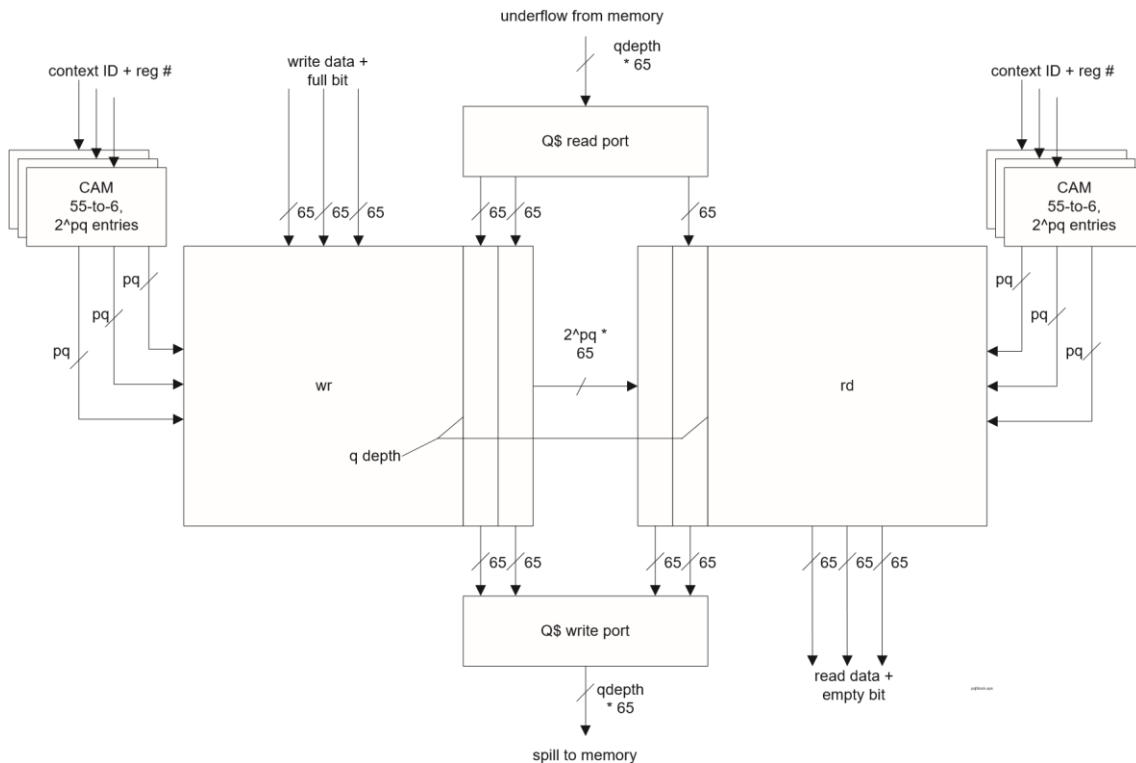 underflow from memory
qdepth
* 65
write data +
full bit
context ID + reg #
context ID + reg #
Q$ read port
CAM
55-to-6,
2^pq entries
CAM
55-to-6,
2^pq entries
65
65
65
65
65
65
pq
pq
pq
pq
pq
pq
2^pq *
65
wr
rd
q depth
65
65
65
65
65
65
65
Q$ write port
read data +
empty bit
qdepth
* 65
spill to memory